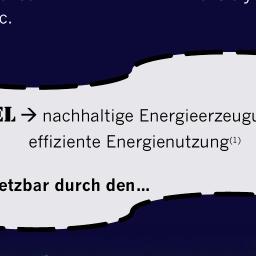 c.
EL → nachhaltige Energieerzeugu
effiziente Energienutzung(1)
etzbar durch den...